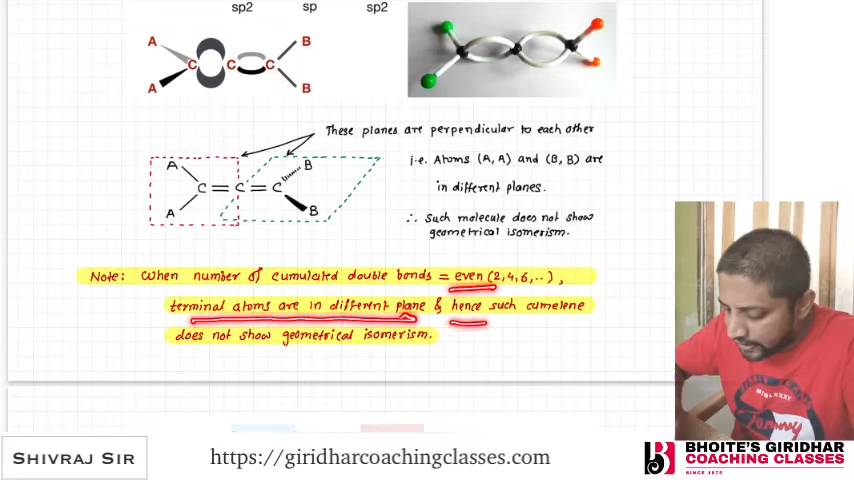 sp2 sp sp2
A B
C C C
A B
These planes are perpendicular to each other
i.e. Atoms (A, A) and (B, B) are
in different planes.
∴ Such molecule does not show
geometrical isomerism.
A B
C = C = C
A B
Note: When number of cumulated double bonds = even (2, 4, 6, ..),
terminal atoms are in different plane & hence such cumelene
does not show geometrical isomerism.
SHIVRAJ SIR
https://giridharcoachingclasses.com
BHOITE'S GIRIDHAR
COACHING CLASSES
SINCE 1975